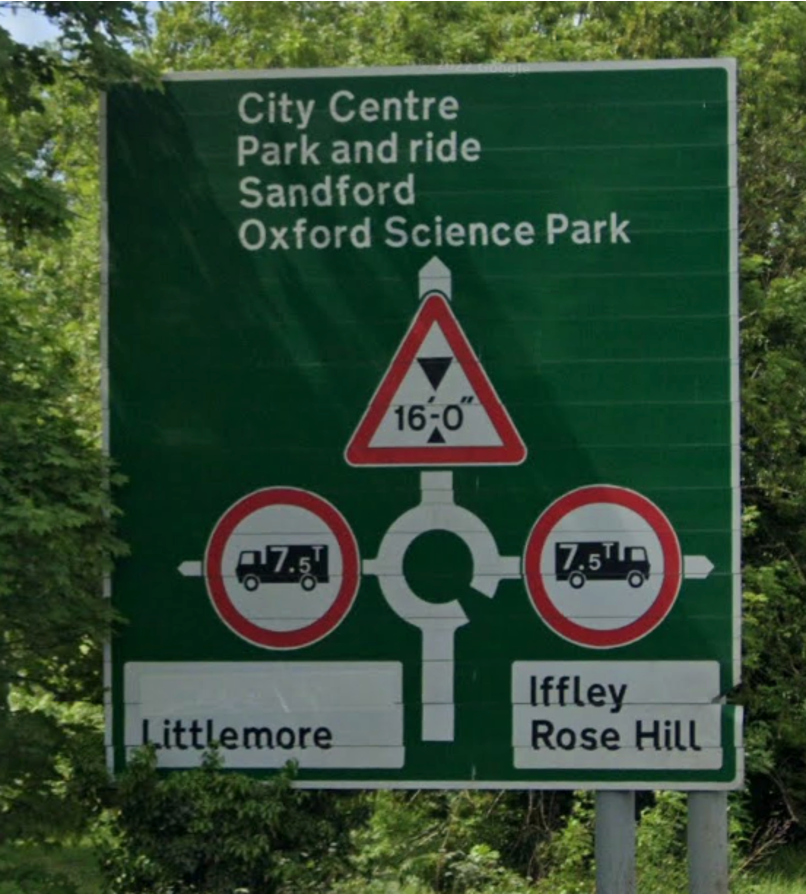 City Centre
Park and ride
Sandford
Oxford Science Park
16'-0"
7.5T
7.5T
Littlemore
Iffley
Rose Hill